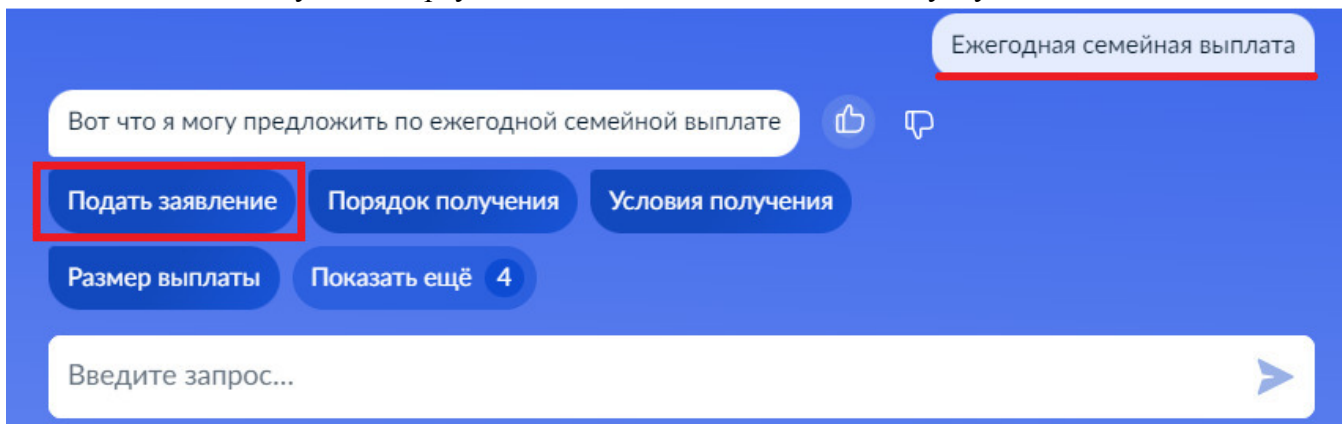 Ежегодная семейная выплата
Вот что я могу предложить по ежегодной семейной выплате
Подать заявление Порядок получения Условия получения
Размер выплаты Показать ещё 4
Введите запрос...